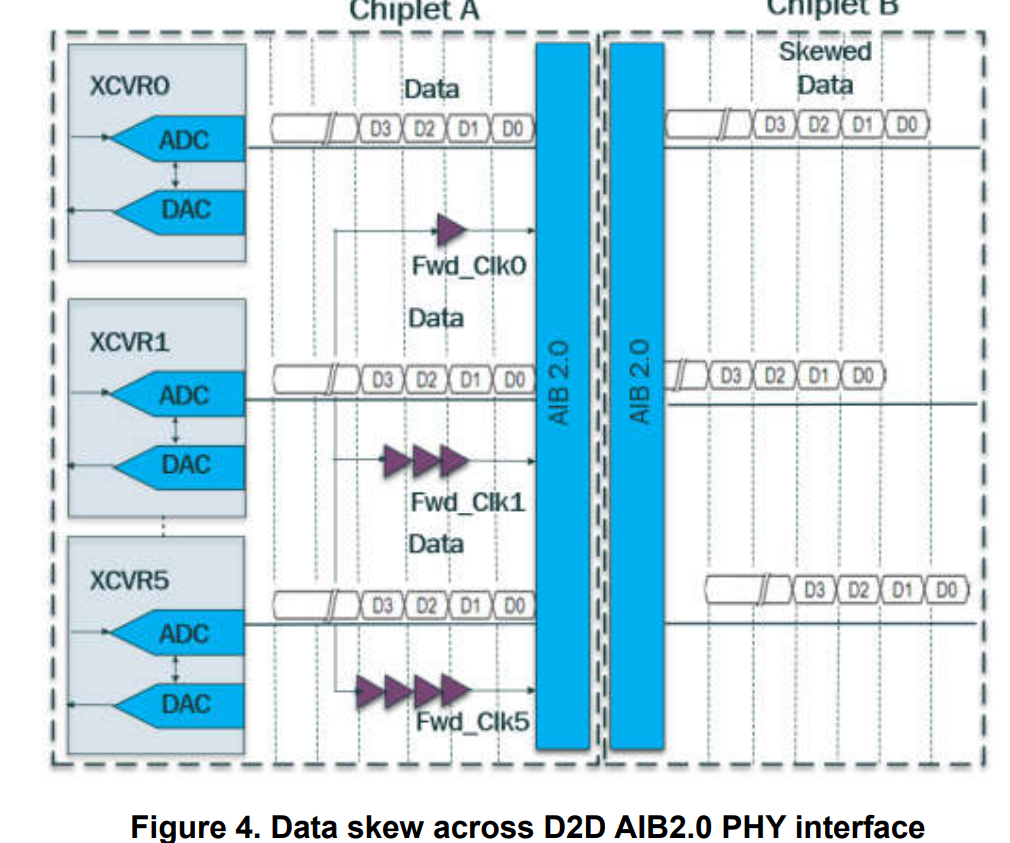 Chiplet A
Chiplet B
XCVR0
ADC
DAC
Data
D3 D2 D1 D0
Fwd_Clk0
XCVR1
ADC
DAC
Data
D3 D2 D1 D0
Fwd_Clk1
XCVR5
ADC
DAC
Data
D3 D2 D1 D0
Fwd_Clk5
AIB 2.0
AIB 2.0
Skewed
Data
D3 D2 D1 D0
D3 D2 D1 D0
D3 D2 D1 D0
Figure 4. Data skew across D2D AIB2.0 PHY interface